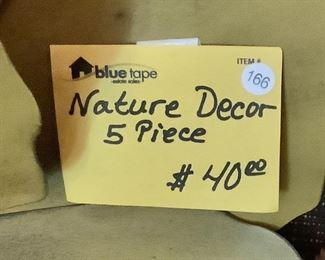 blue tape
estate sales
ITEM #
166
Nature Decor
5 Piece
$ 40.00